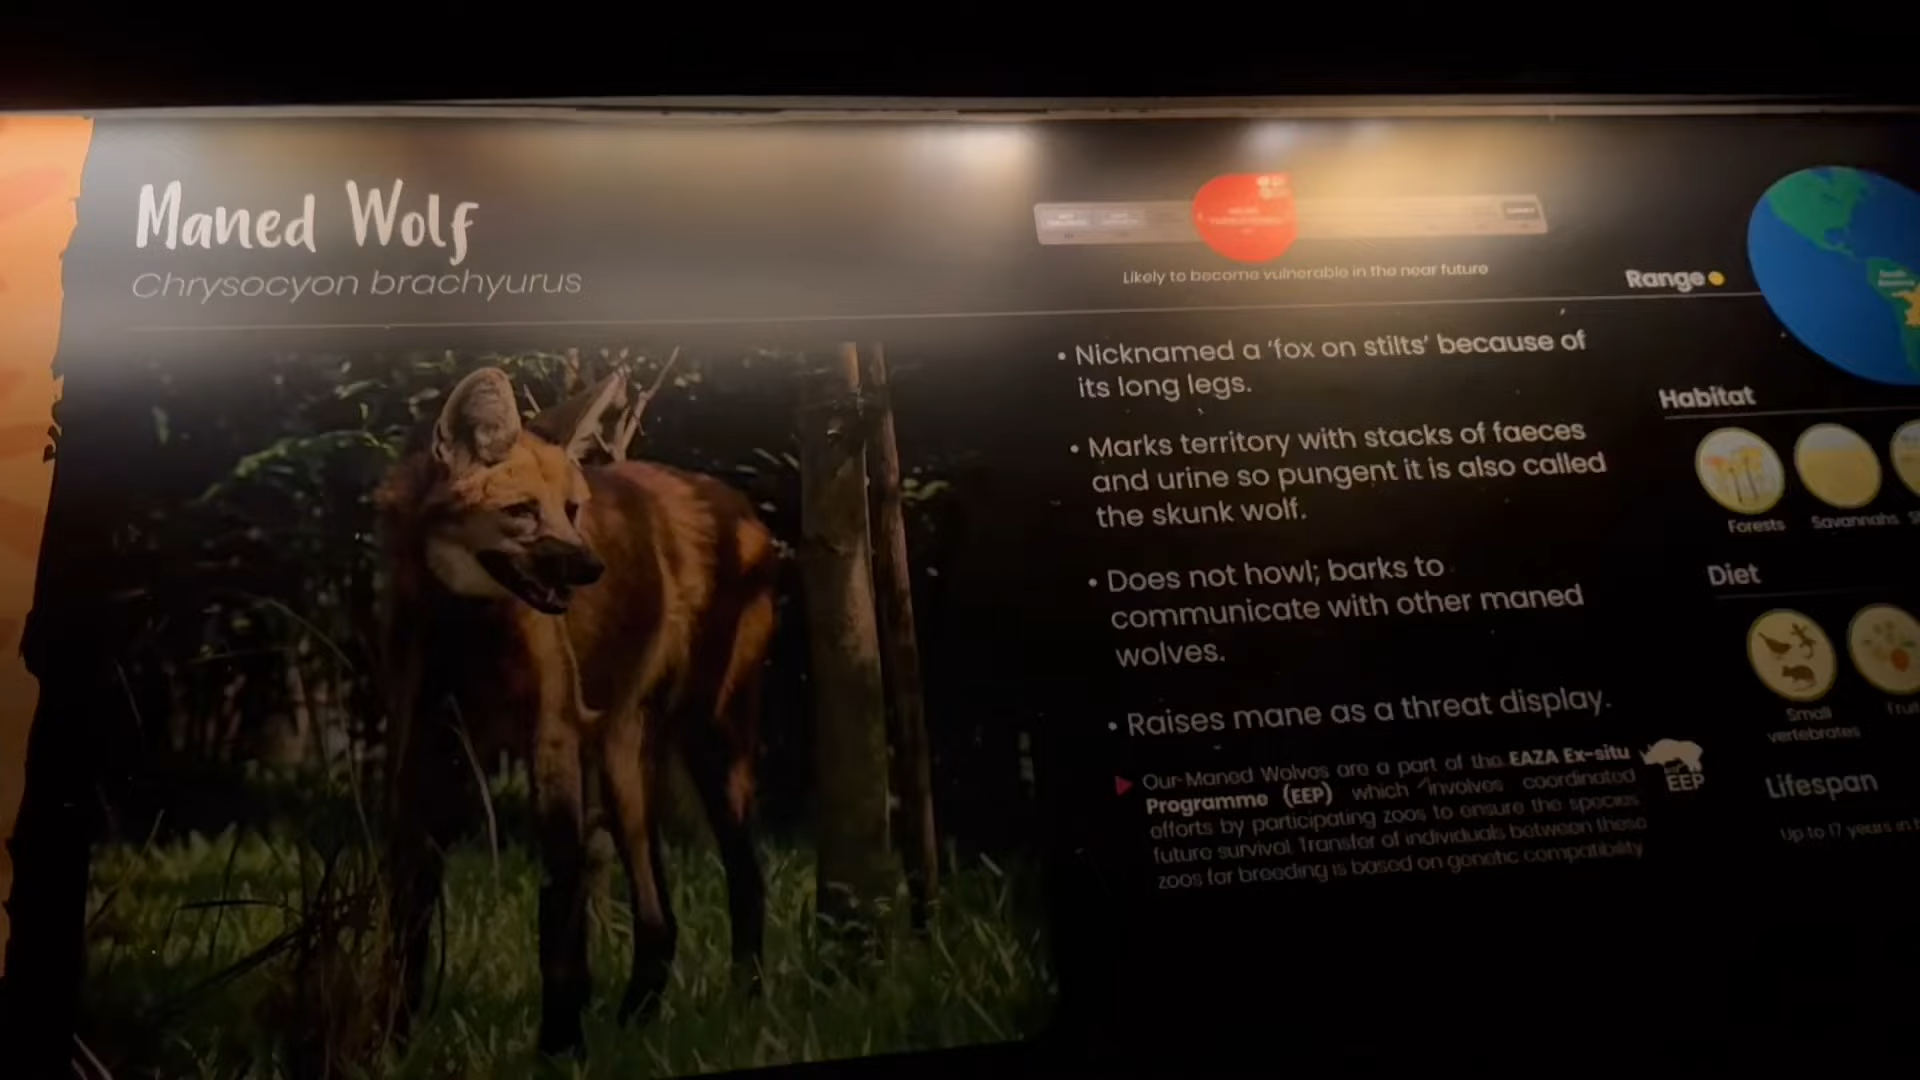 Maned Wolf
Chrysocyon brachyurus
Likely to become vulnerable in the near future
• Nicknamed a ‘fox on stilts’ because of
its long legs.
• Marks territory with stacks of faeces
and urine so pungent it is also called
the skunk wolf.
• Does not howl; barks to
communicate with other maned
wolves.
• Raises mane as a threat display.
Our Maned Wolves are a part of the EAZA Ex-situ
Programme (EEP) which involves coordinated
efforts by participating zoos to ensure the species
future survival. Transfer of individuals between these
zoos for breeding is based on genetic compatibility
EEP
Range
Habitat
Forests
Savannahs
Diet
Small
vertebrates
Lifespan
Up to 17 years in